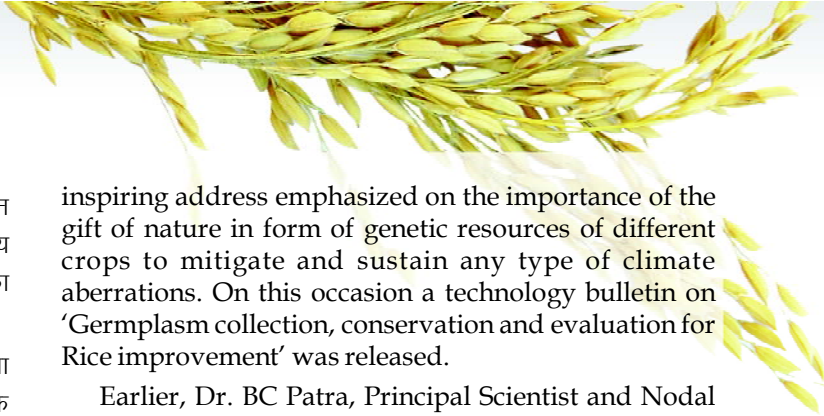 inspiring address emphasized on the importance of the
gift of nature in form of genetic resources of different
crops to mitigate and sustain any type of climate
aberrations. On this occasion a technology bulletin on
‘Germplasm collection, conservation and evaluation for
Rice improvement’ was released.
Earlier, Dr. BC Patra, Principal Scientist and Nodal